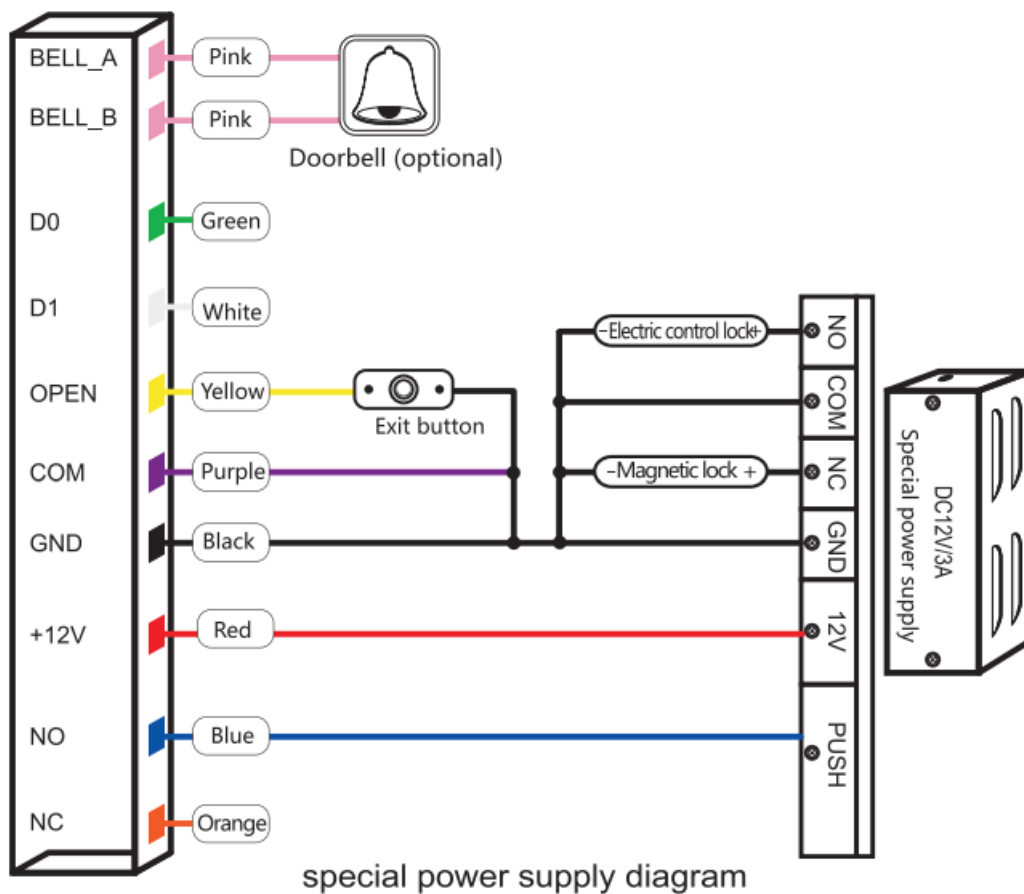 BELL_A
Pink
BELL_B
Pink
Doorbell (optional)
D0
Green
D1
White
OPEN
Yellow
Exit button
COM
Purple
GND
Black
+12V
Red
NO
Blue
NC
Orange
-Electric control lock+
NO
COM
-Magnetic lock +
NC
GND
12V
PUSH
DC12V/3A
Special power supply
special power supply diagram